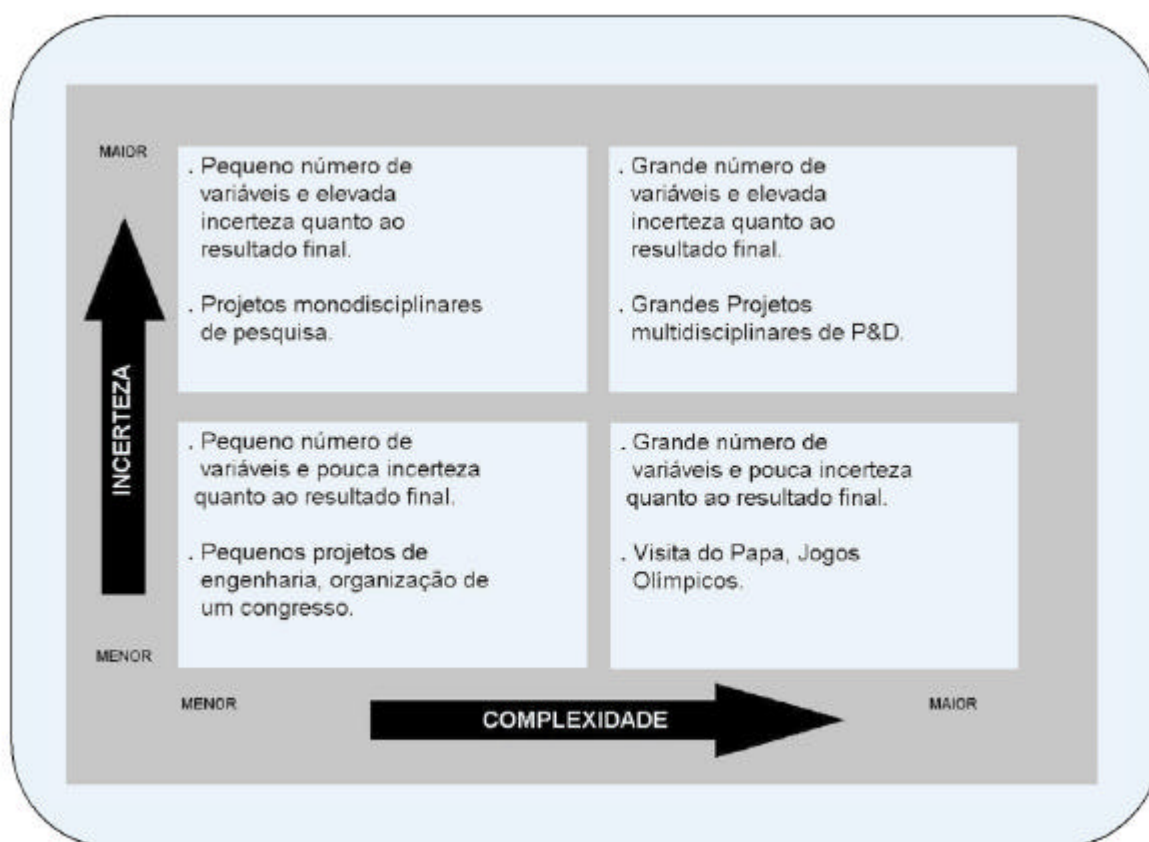 MAIOR
. Pequeno número de
variáveis e elevada
incerteza quanto ao
resultado final.
. Projetos monodisciplinares
de pesquisa.
. Grande número de
variáveis e elevada
incerteza quanto ao
resultado final.
. Grandes Projetos
multidisciplinares de P&D.
INCERTEZA
. Pequeno número de
variáveis e pouca incerteza
quanto ao resultado final.
. Pequenos projetos de
engenharia, organização de
um congresso.
. Grande número de
variáveis e pouca incerteza
quanto ao resultado final.
. Visita do Papa, Jogos
Olímpicos.
MENOR
MENOR
COMPLEXIDADE
MAIOR